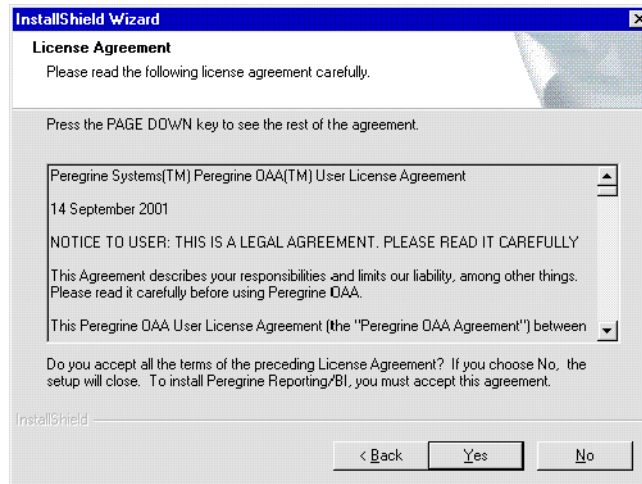 InstallShield Wizard
License Agreement
Please read the following license agreement carefully.
Press the PAGE DOWN key to see the rest of the agreement.
Peregrine Systems(TM) Peregrine OAA(TM) User License Agreement
14 September 2001
NOTICE TO USER: THIS IS A LEGAL AGREEMENT. PLEASE READ IT CAREFULLY
This Agreement describes your responsibilities and limits our liability, among other things.
Please read it carefully before using Peregrine OAA.
This Peregrine OAA User License Agreement (the "Peregrine OAA Agreement") between
Do you accept all the terms of the preceding License Agreement? If you choose No, the
setup will close. To install Peregrine Reporting/BI, you must accept this agreement.
InstallShield
< Back Yes No